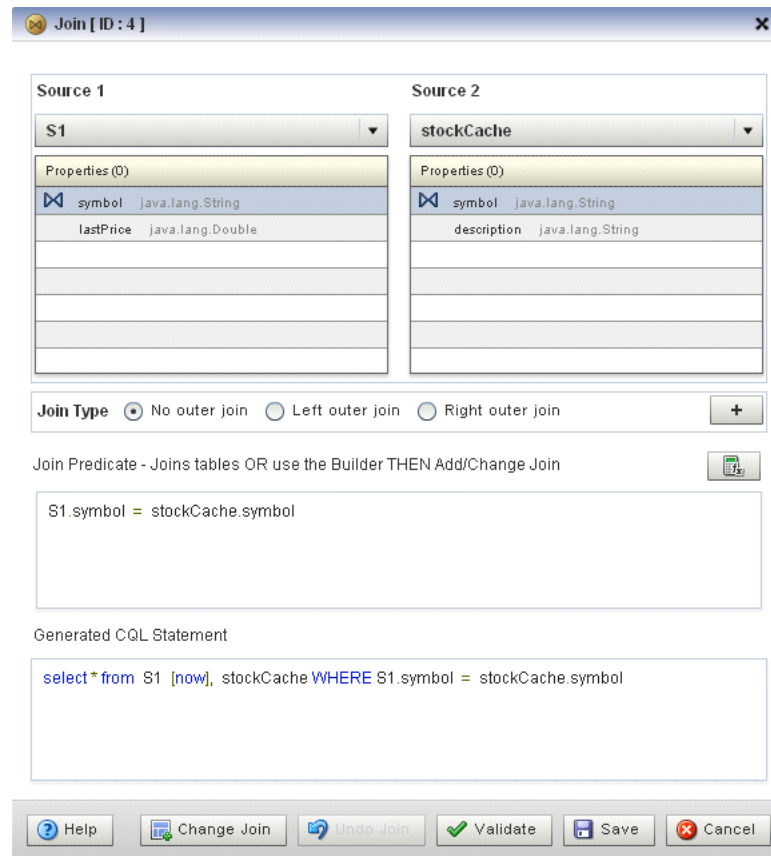 Join [ ID : 4 ]
Source 1 Source 2
S1 stockCache
Properties (0) Properties (0)
symbol java.lang.String symbol java.lang.String
lastPrice java.lang.Double description java.lang.String
Join Type No outer join Left outer join Right outer join +
Join Predicate - Joins tables OR use the Builder THEN Add/Change Join
S1.symbol = stockCache.symbol
Generated CQL Statement
select * from S1 [now], stockCache WHERE S1.symbol = stockCache.symbol
Help Change Join Undo Join Validate Save Cancel